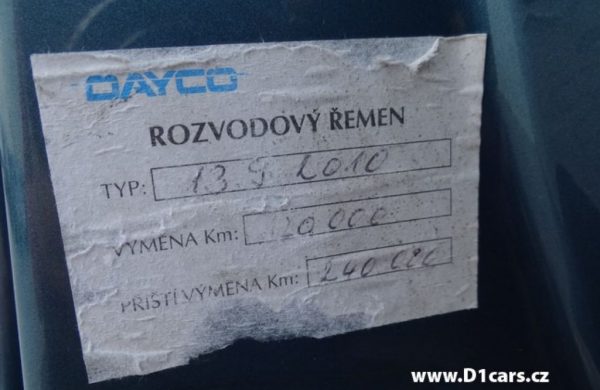 DAYCO
ROZVODOVÝ ŘEMEN
TYP: 13 9 2010
VÝMĚNA Km: 120.000
PŘÍŠTÍ VÝMĚNA Km: 240 000
www.D1cars.cz